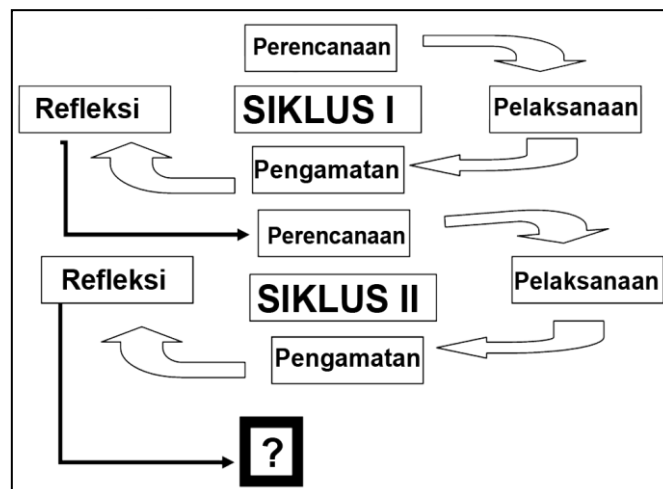 Perencanaan
Refleksi
SIKLUS I
Pelaksanaan
Pengamatan
Perencanaan
Refleksi
SIKLUS II
Pelaksanaan
Pengamatan
?